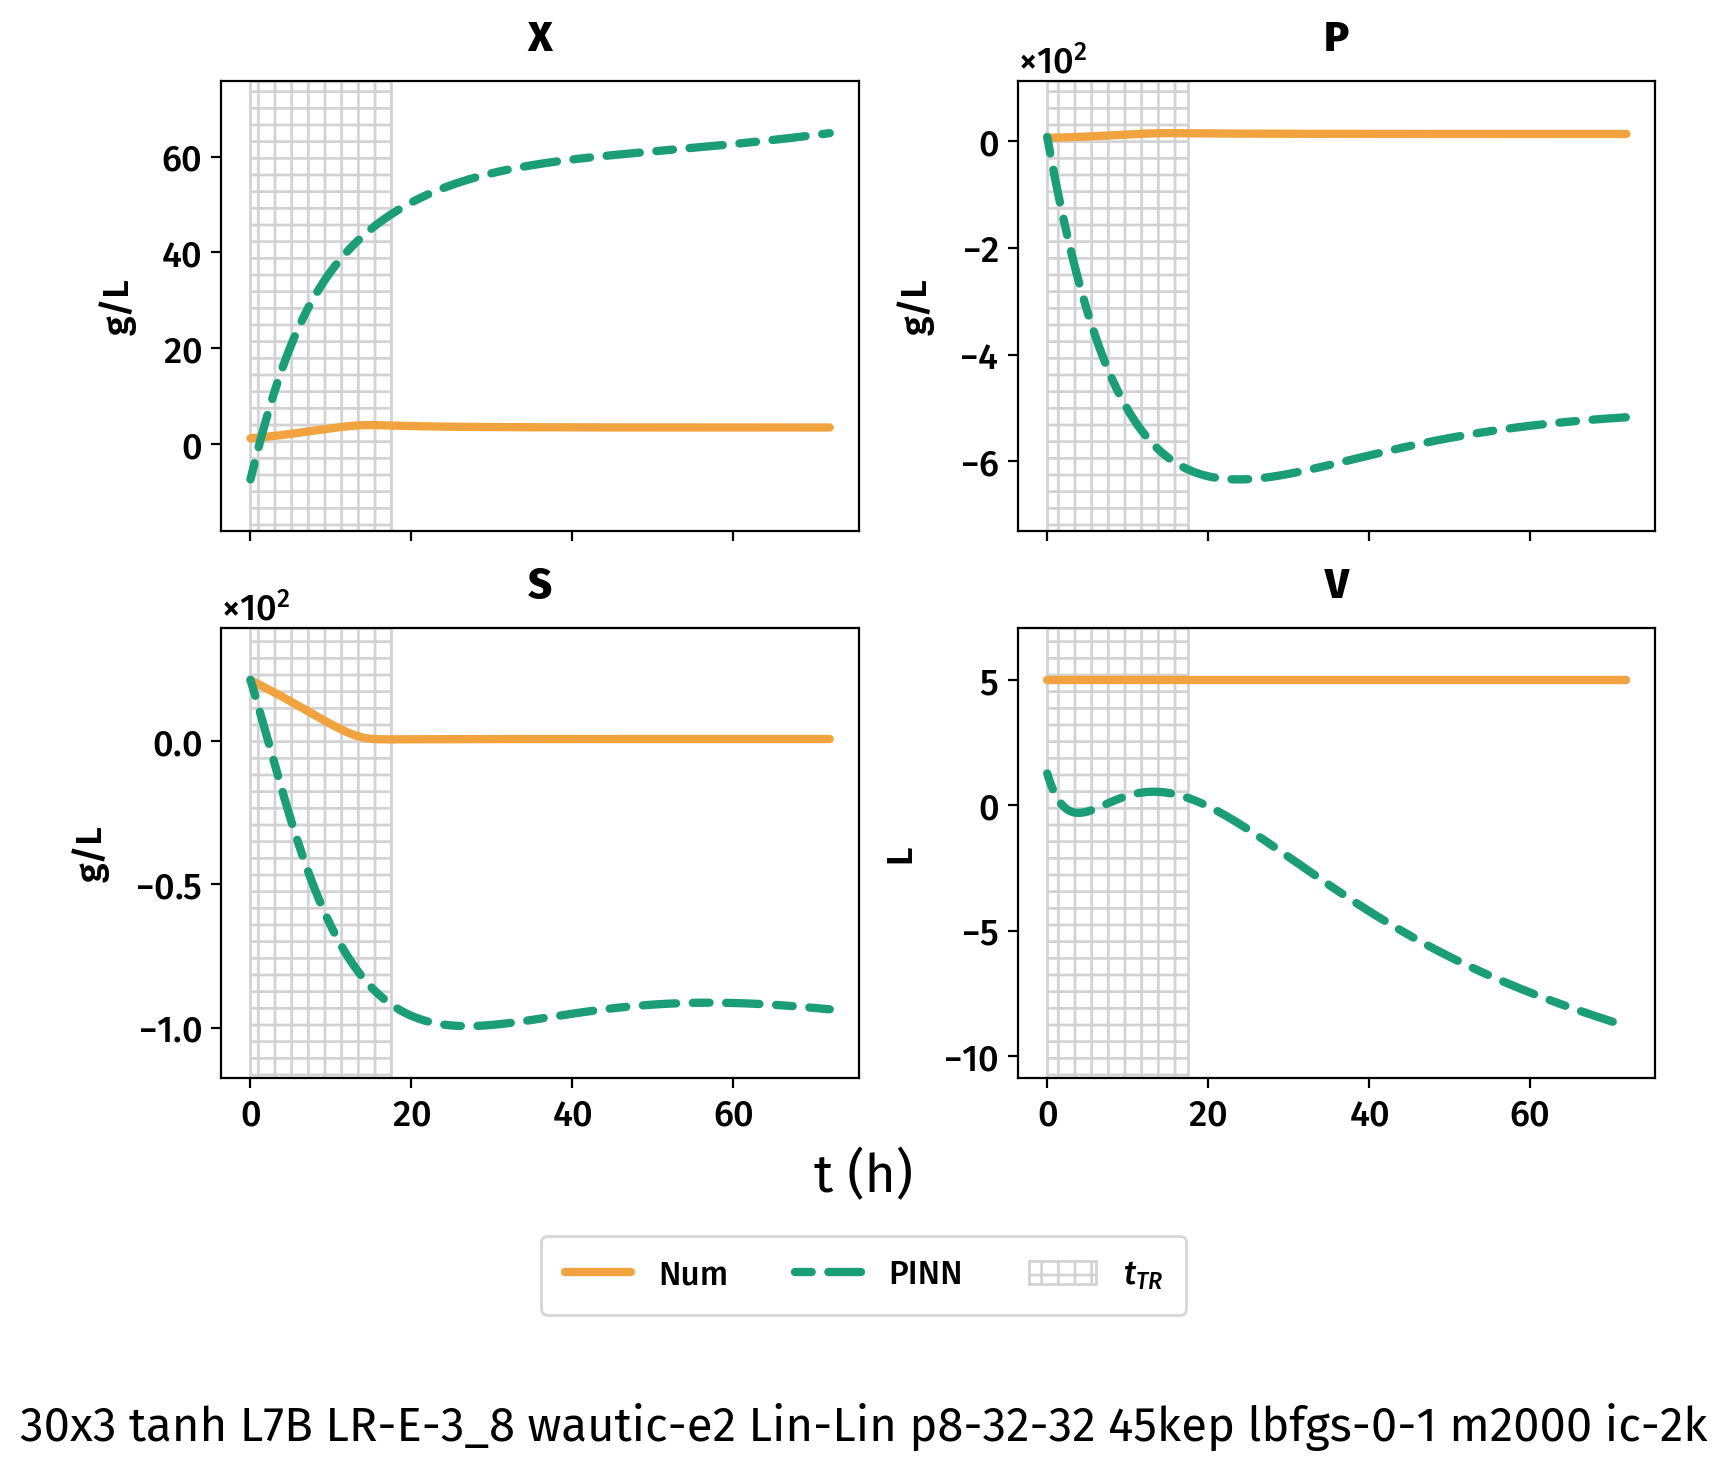 X
g/L
60
40
20
0
P
×10²
g/L
0
−2
−4
−6
S
×10²
g/L
0.0
−0.5
−1.0
0 20 40 60
V
L
5
0
−5
−10
0 20 40 60
t (h)
Num PINN t_TR
30x3 tanh L7B LR-E-3_8 wautic-e2 Lin-Lin p8-32-32 45kep lbfgs-0-1 m2000 ic-2k